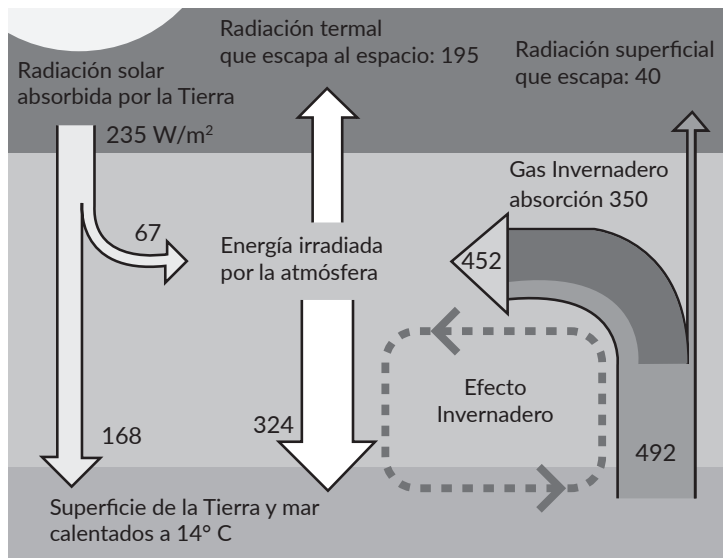 Radiación termal
que escapa al espacio: 195
Radiación superficial
que escapa: 40
Radiación solar
absorbida por la Tierra
235 W/m²
Gas Invernadero
absorción 350
67
Energía irradiada
por la atmósfera
452
Efecto
Invernadero
324
168
492
Superficie de la Tierra y mar
calentados a 14° C